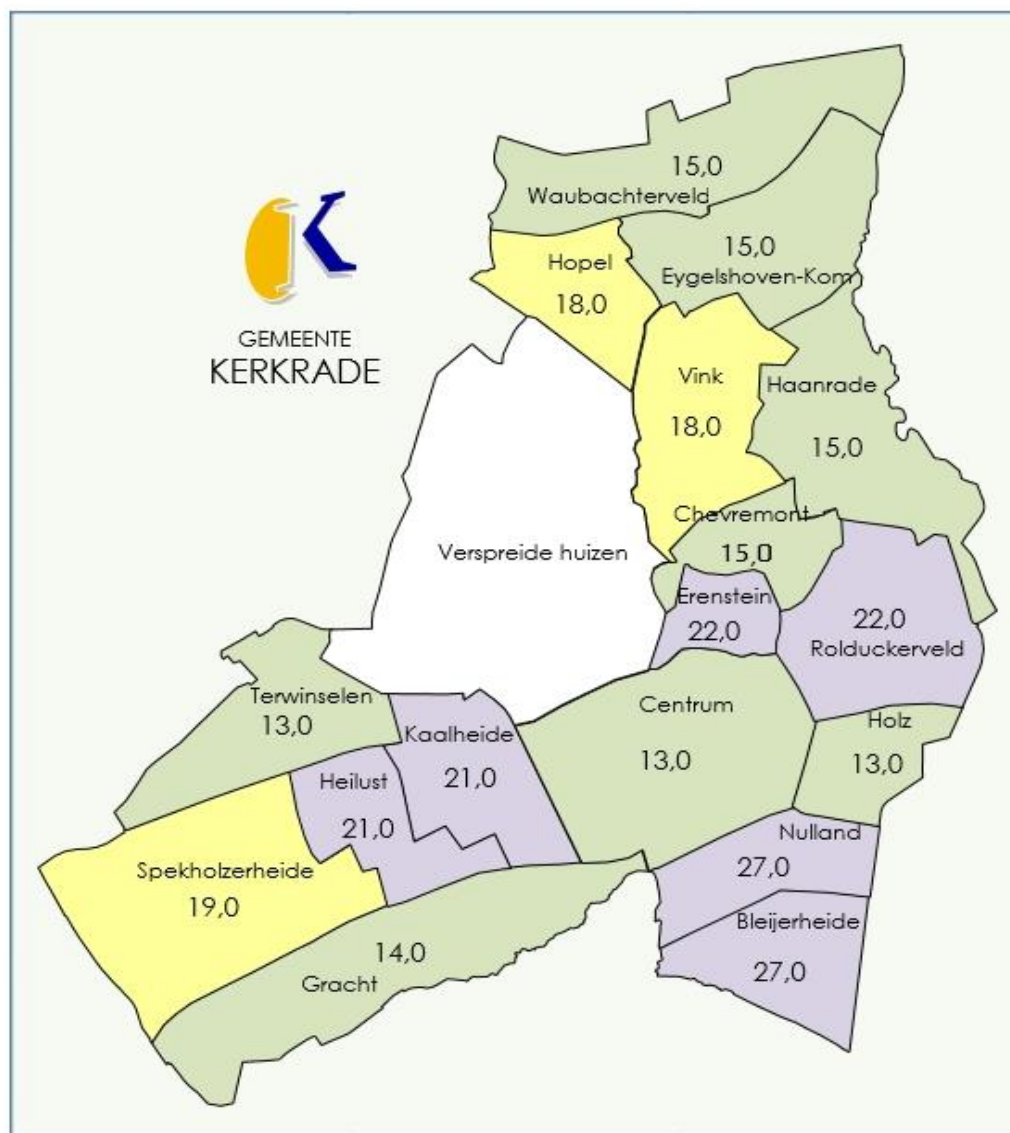 15,0
Waubachterveld
15,0
Eygelshoven-Kom
Hopel
18,0
GEMEENTE
KERKRADE
Vink
18,0
Haanrade
15,0
Chevremont
15,0
Verspreide huizen
Erenstein
22,0
22,0
Rolduckerveld
Terwinselen
13,0
Centrum
13,0
Holz
13,0
Kaalheide
21,0
Heilust
21,0
Nulland
27,0
Spekholzerheide
19,0
Bleijerheide
27,0
14,0
Gracht